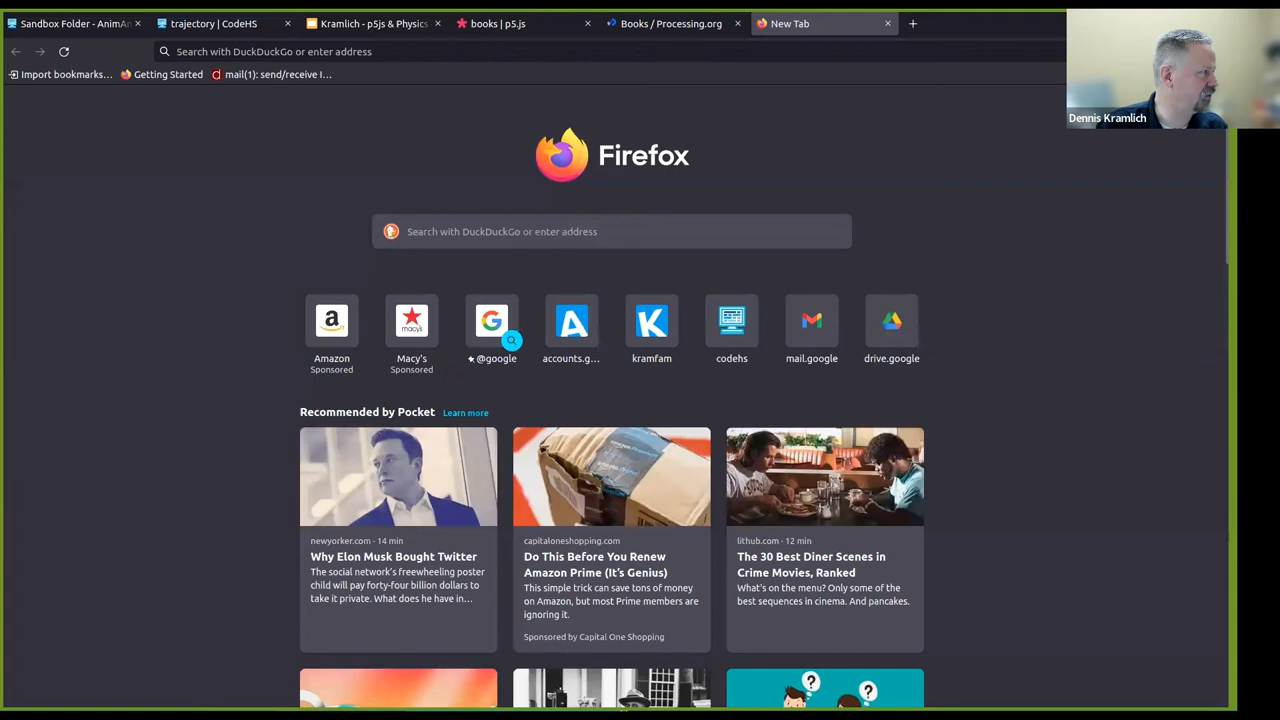 Sandbox Folder - AnimAn
trajectory | CodeHS
Kramlich - p5js & Physics
books | p5.js
Books / Processing.org
New Tab
Search with DuckDuckGo or enter address
Import bookmarks...
Getting Started
mail(1): send/receive I...
Dennis Kramlich
Firefox
Search with DuckDuckGo or enter address
Amazon
Sponsored
macy's
Macy's
Sponsored
@google
accounts.g...
kramfam
codehs
mail.google
drive.google
Recommended by Pocket Learn more
newyorker.com · 14 min
Why Elon Musk Bought Twitter
The social network's freewheeling poster
child will pay forty-four billion dollars to
take it private. What does he have in...
capitaloneshopping.com
Do This Before You Renew
Amazon Prime (It's Genius)
This simple trick can save tons of money
on Amazon, but most Prime members are
ignoring it.
Sponsored by Capital One Shopping
lithub.com · 12 min
The 30 Best Diner Scenes in
Crime Movies, Ranked
What's on the menu? Only some of the
best sequences in cinema. And pancakes.